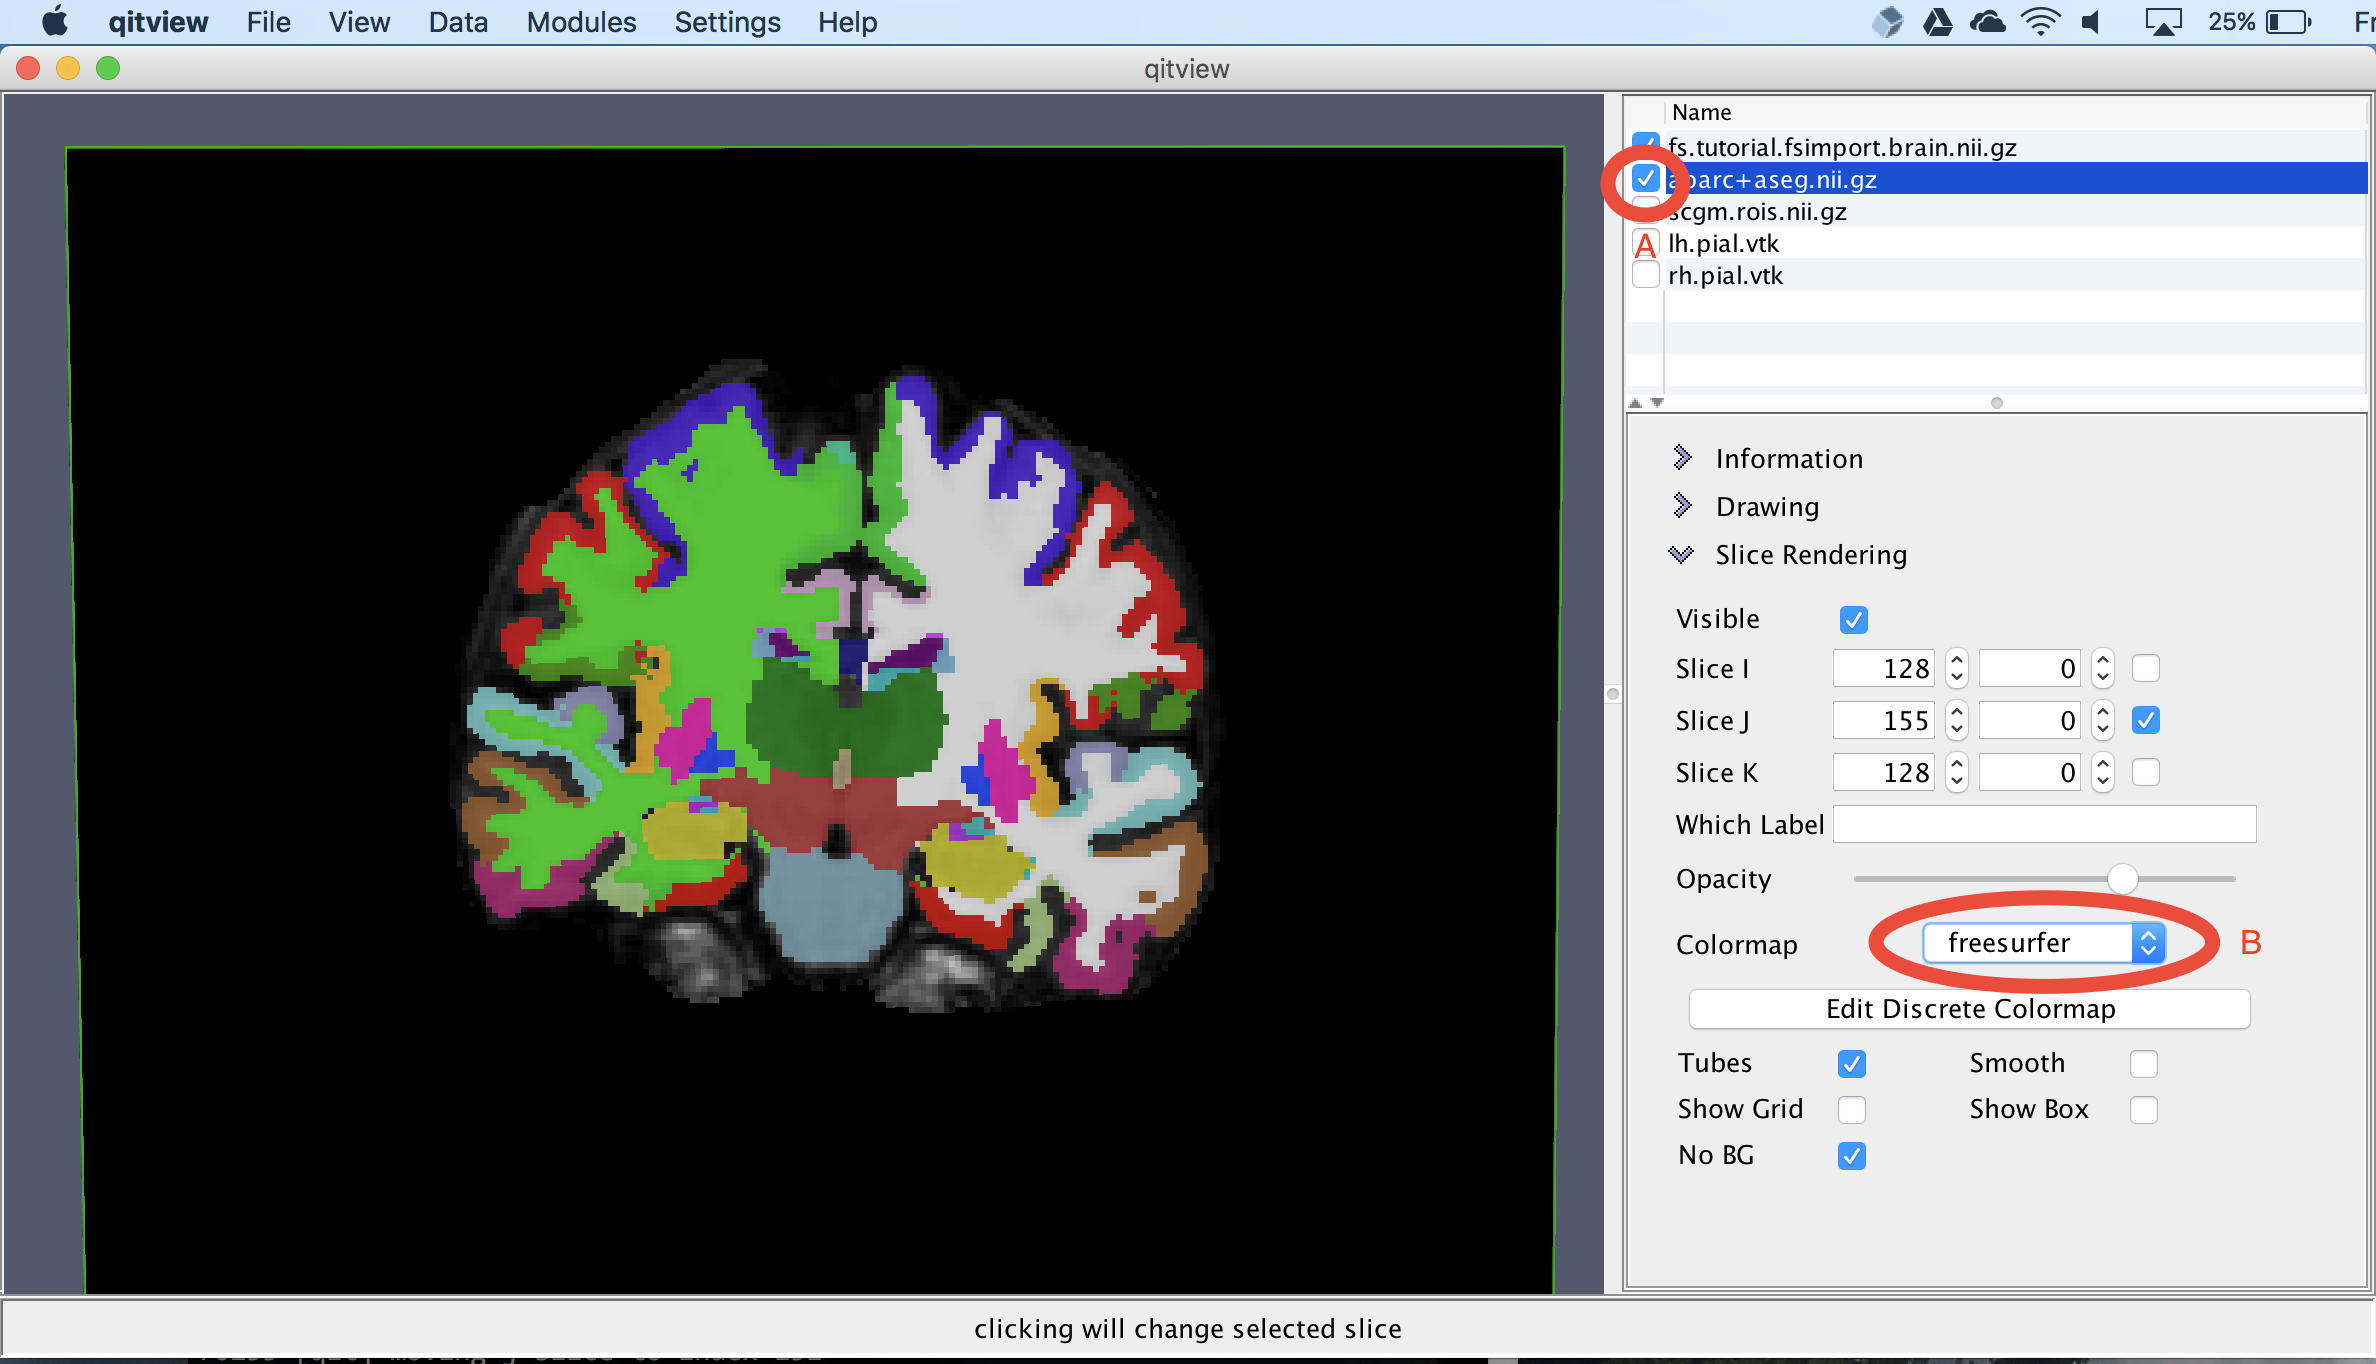 qitview File View Data Modules Settings Help 25% Fr
qitview
Name
fs.tutorial.fsimport.brain.nii.gz
aparc+aseg.nii.gz
scgm.rois.nii.gz
A lh.pial.vtk
rh.pial.vtk
Information
Drawing
Slice Rendering
Visible
Slice I 128 0
Slice J 155 0
Slice K 128 0
Which Label
Opacity
Colormap freesurfer B
Edit Discrete Colormap
Tubes Smooth
Show Grid Show Box
No BG
clicking will change selected slice